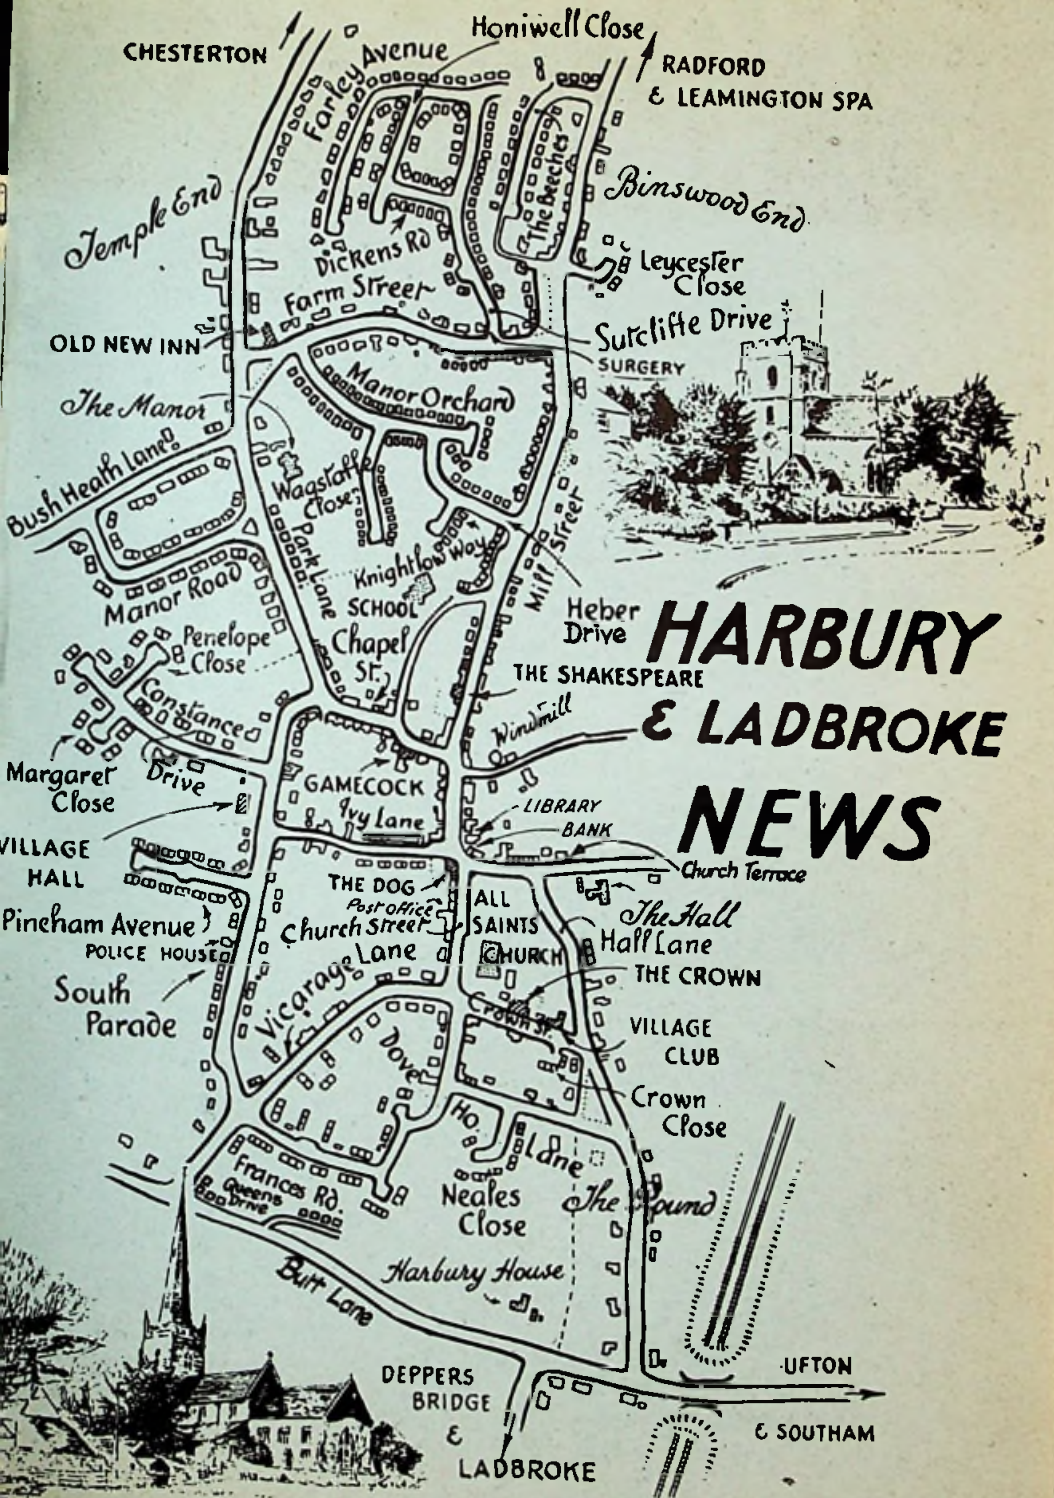 Honiwell Close
CHESTERTON
Farley Avenue
RADFORD
& LEAMINGTON SPA
Temple End
Binswood End
The Beeches
Dickens Rd
Leycester
Close
Farm Street
OLD NEW INN
Sutcliffe Drive
SURGERY
The Manor
Manor Orchard
Bush Heath Lane
Wagstaffe
Close
Park Lane
Mill Street
Knightlow Way
Manor Road
SCHOOL
Heber
Drive
HARBURY
& LADBROKE
NEWS
Penelope
Close
Chapel
St.
THE SHAKESPEARE
Constance
Drive
Windmill
Margaret
Close
GAMECOCK
Ivy Lane
LIBRARY
BANK
VILLAGE
HALL
Church Terrace
THE DOG
Post office
ALL
SAINTS
CHURCH
The Hall
Pineham Avenue
Church Street
Hall Lane
POLICE HOUSE
Vicarage Lane
THE CROWN
South
Parade
Crown St.
VILLAGE
CLUB
Dove
Crown
Close
Ho.
Lane
Frances Rd.
Queens
Drive
Neales
Close
The Pound
Harbury House
Butt Lane
DEPPERS
BRIDGE
&
LADBROKE
UFTON
& SOUTHAM